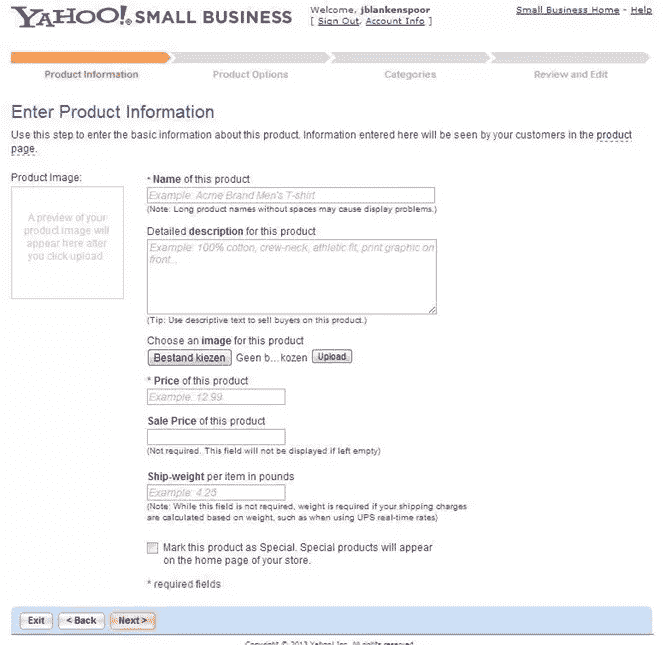 YAHOO! SMALL BUSINESS
Welcome, jblankenspoor
[ Sign Out, Account Info ]
Small Business Home - Help
Product Information
Product Options
Categories
Review and Edit
Enter Product Information
Use this step to enter the basic information about this product. Information entered here will be seen by your customers in the product
page.
Product Image:
A preview of your
product image will
appear here after
you click upload.
* Name of this product
Example: Acme Brand Men's T-shirt
(Note: Long product names without spaces may cause display problems.)
Detailed description for this product
Example: 100% cotton, crew-neck, athletic fit, print graphic on
front...
(Tip: Use descriptive text to sell buyers on this product.)
Choose an image for this product
Bestand kiezen Geen b...kozen Upload
* Price of this product
Example: 12.99
Sale Price of this product
(Not required. This field will not be displayed if left empty)
Ship-weight per item in pounds
Example: 4.25
(Note: While this field is not required, weight is required if your shipping charges
are calculated based on weight, such as when using UPS real-time rates)
Mark this product as Special. Special products will appear
on the home page of your store.
* required fields
Exit
< Back
Next >
Copyright © 2013 Yahoo! Inc. All rights reserved.